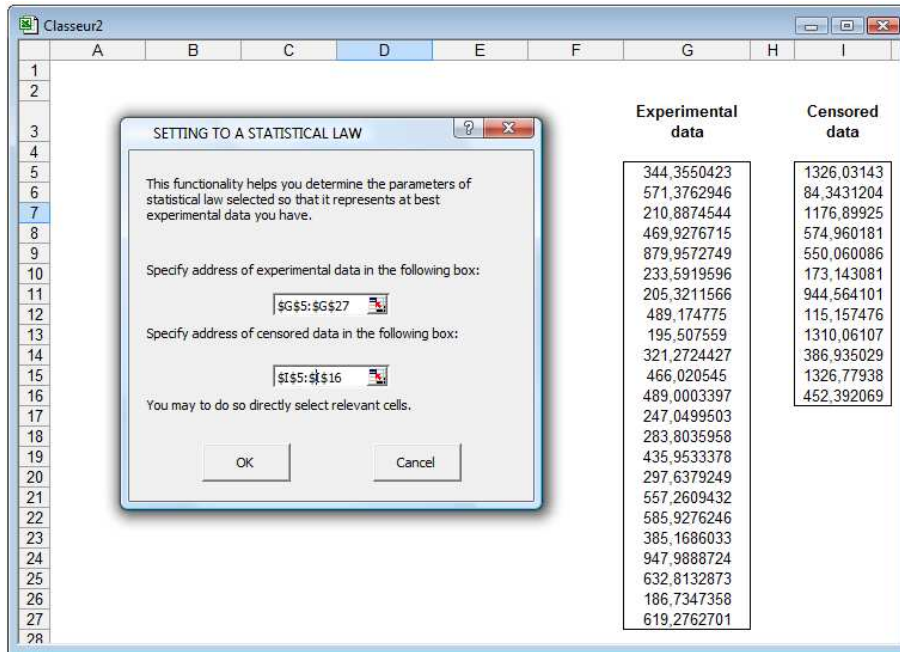 Classeur2
A B C D E F G H I
1
2
3
Experimental
data
Censored
data
4
5 344,3550423 1326,03143
6 571,3762946 84,3431204
7 210,8874544 1176,89925
8 469,9276715 574,960181
9 879,9572749 550,060086
10 233,5919596 173,143081
11 205,3211566 944,564101
12 489,174775 115,157476
13 195,507559 1310,06107
14 321,2724427 386,935029
15 466,020545 1326,77938
16 489,0003397 452,392069
17 247,0499503
18 283,8035958
19 435,9533378
20 297,6379249
21 557,2609432
22 585,9276246
23 385,1686033
24 947,9888724
25 632,8132873
26 186,7347358
27 619,2762701
28
SETTING TO A STATISTICAL LAW
This functionality helps you determine the parameters of
statistical law selected so that it represents at best
experimental data you have.
Specify address of experimental data in the following box:
$G$5:$G$27
Specify address of censored data in the following box:
$I$5:$I$16
You may to do so directly select relevant cells.
OK Cancel